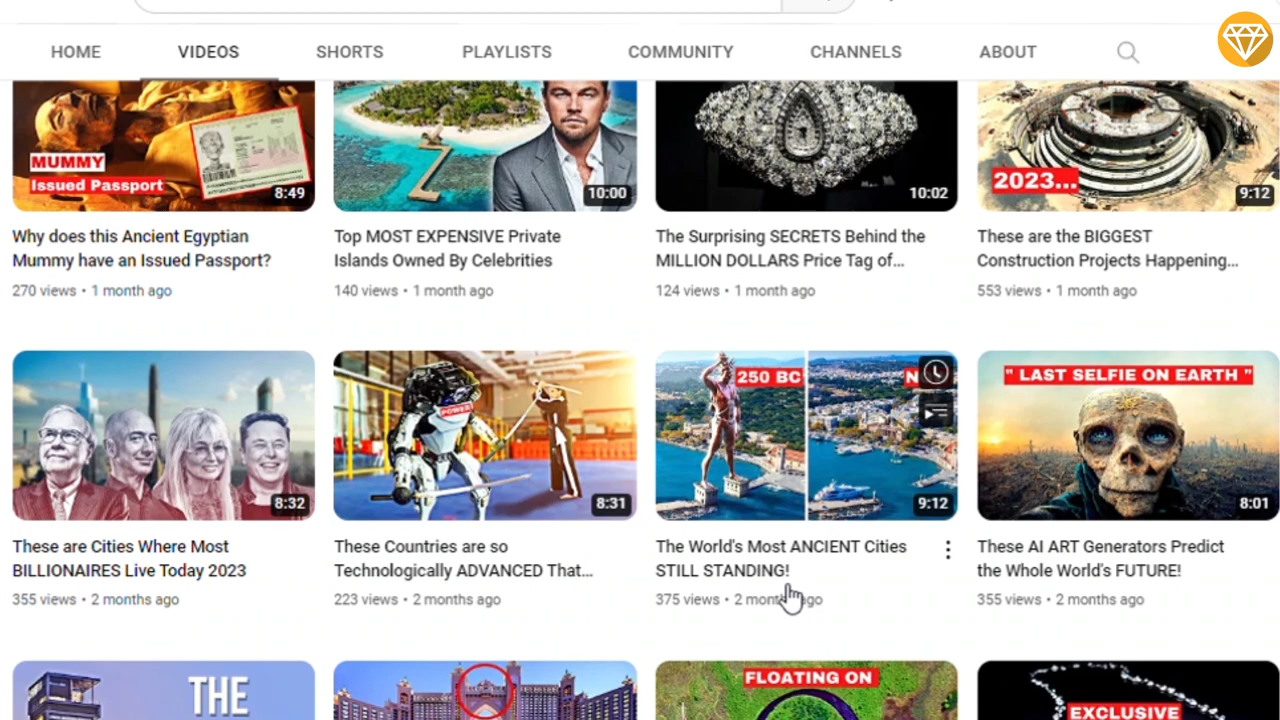 HOME VIDEOS SHORTS PLAYLISTS COMMUNITY CHANNELS ABOUT
MUMMY
Issued Passport
8:49
10:00
10:02
2023...
9:12
Why does this Ancient Egyptian
Mummy have an Issued Passport?
270 views • 1 month ago
Top MOST EXPENSIVE Private
Islands Owned By Celebrities
140 views • 1 month ago
The Surprising SECRETS Behind the
MILLION DOLLARS Price Tag of...
124 views • 1 month ago
These are the BIGGEST
Construction Projects Happening...
553 views • 1 month ago
8:32
POWER
8:31
250 BC
9:12
" LAST SELFIE ON EARTH "
8:01
These are Cities Where Most
BILLIONAIRES Live Today 2023
355 views • 2 months ago
These Countries are so
Technologically ADVANCED That...
223 views • 2 months ago
The World's Most ANCIENT Cities
STILL STANDING!
375 views • 2 months ago
These AI ART Generators Predict
the Whole World's FUTURE!
355 views • 2 months ago
THE
FLOATING ON
EXCLUSIVE